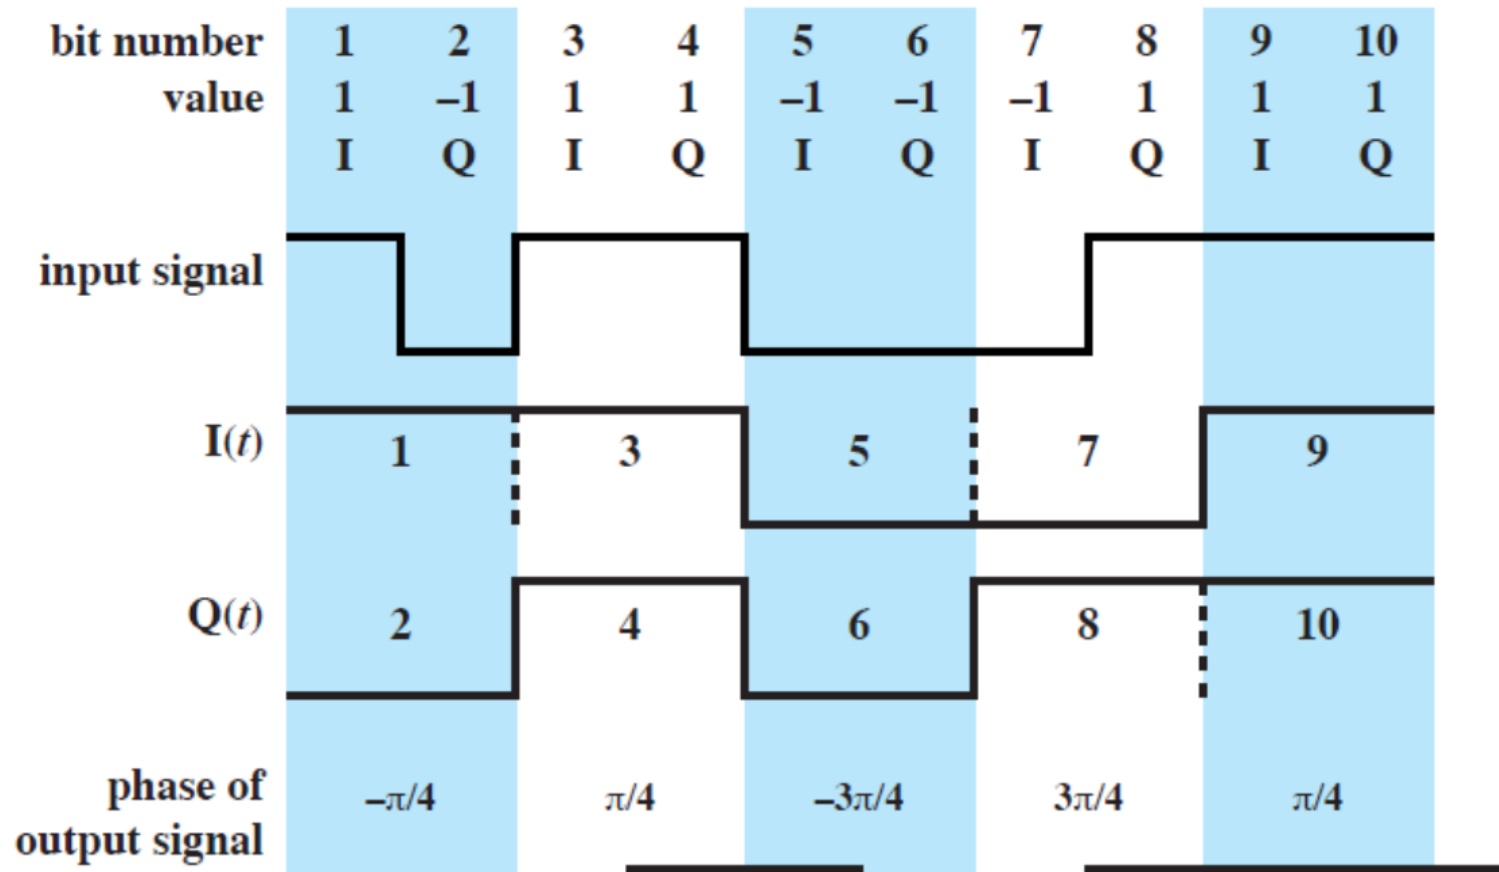 bit number 1 2 3 4 5 6 7 8 9 10
value 1 –1 1 1 –1 –1 –1 1 1 1
I Q I Q I Q I Q I Q
input signal
I(t) 1 3 5 7 9
Q(t) 2 4 6 8 10
phase of
output signal –π/4 π/4 –3π/4 3π/4 π/4